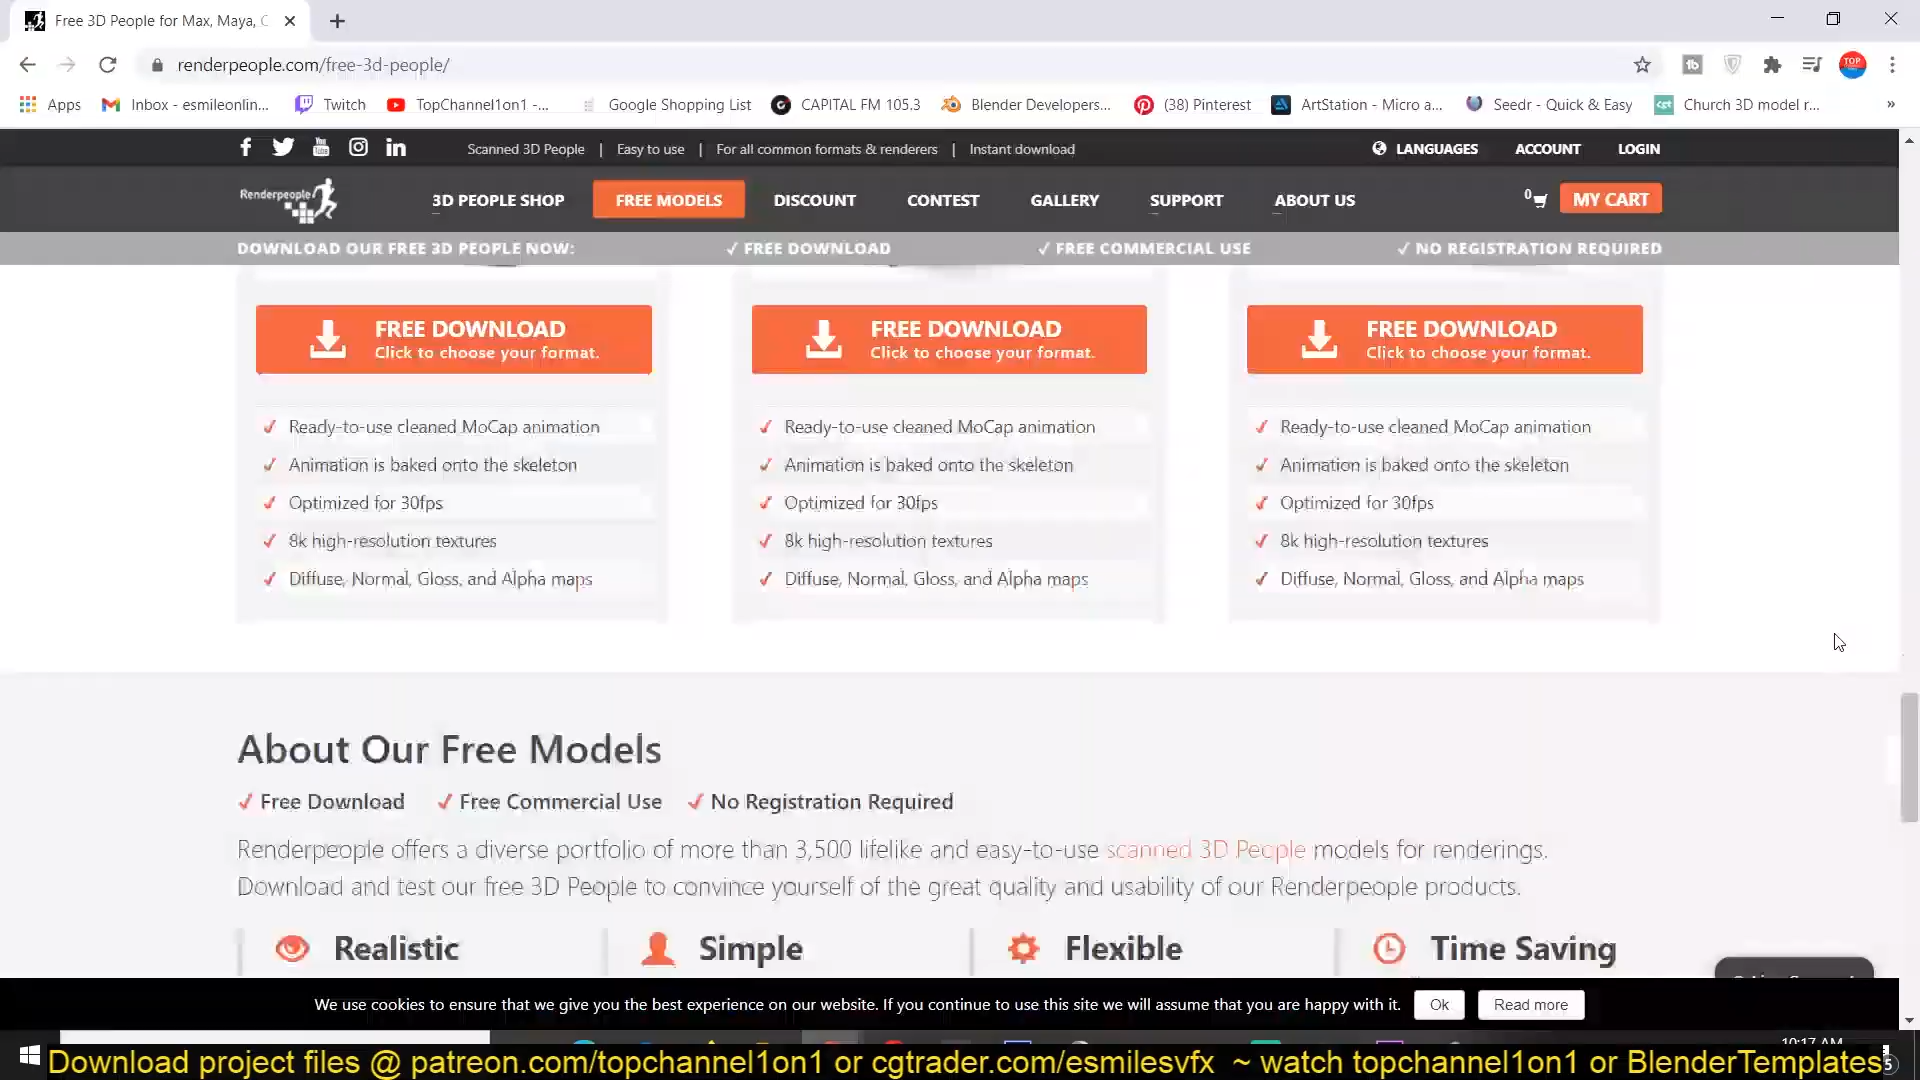 Free 3D People for Max, Maya, C
renderpeople.com/free-3d-people/
TOP
Apps Inbox - esmileonlin... Twitch TopChannel1on1 -... Google Shopping List CAPITAL FM 105.3 Blender Developers... (38) Pinterest ArtStation - Micro a... Seedr - Quick & Easy Church 3D model r... »
Scanned 3D People | Easy to use | For all common formats & renderers | Instant download LANGUAGES ACCOUNT LOGIN
Renderpeople 3D PEOPLE SHOP FREE MODELS DISCOUNT CONTEST GALLERY SUPPORT ABOUT US 0 MY CART
DOWNLOAD OUR FREE 3D PEOPLE NOW: ✓ FREE DOWNLOAD ✓ FREE COMMERCIAL USE ✓ NO REGISTRATION REQUIRED
FREE DOWNLOAD FREE DOWNLOAD FREE DOWNLOAD
Click to choose your format. Click to choose your format. Click to choose your format.
✓ Ready-to-use cleaned MoCap animation ✓ Ready-to-use cleaned MoCap animation ✓ Ready-to-use cleaned MoCap animation
✓ Animation is baked onto the skeleton ✓ Animation is baked onto the skeleton ✓ Animation is baked onto the skeleton
✓ Optimized for 30fps ✓ Optimized for 30fps ✓ Optimized for 30fps
✓ 8k high-resolution textures ✓ 8k high-resolution textures ✓ 8k high-resolution textures
✓ Diffuse, Normal, Gloss, and Alpha maps ✓ Diffuse, Normal, Gloss, and Alpha maps ✓ Diffuse, Normal, Gloss, and Alpha maps
About Our Free Models
✓ Free Download ✓ Free Commercial Use ✓ No Registration Required
Renderpeople offers a diverse portfolio of more than 3,500 lifelike and easy-to-use scanned 3D People models for renderings.
Download and test our free 3D People to convince yourself of the great quality and usability of our Renderpeople products.
Realistic Simple Flexible Time Saving
We use cookies to ensure that we give you the best experience on our website. If you continue to use this site we will assume that you are happy with it. Ok Read more
10:17 AM
Download project files @ patreon.com/topchannel1on1 or cgtrader.com/esmilesvfx ~ watch topchannel1on1 or BlenderTemplates